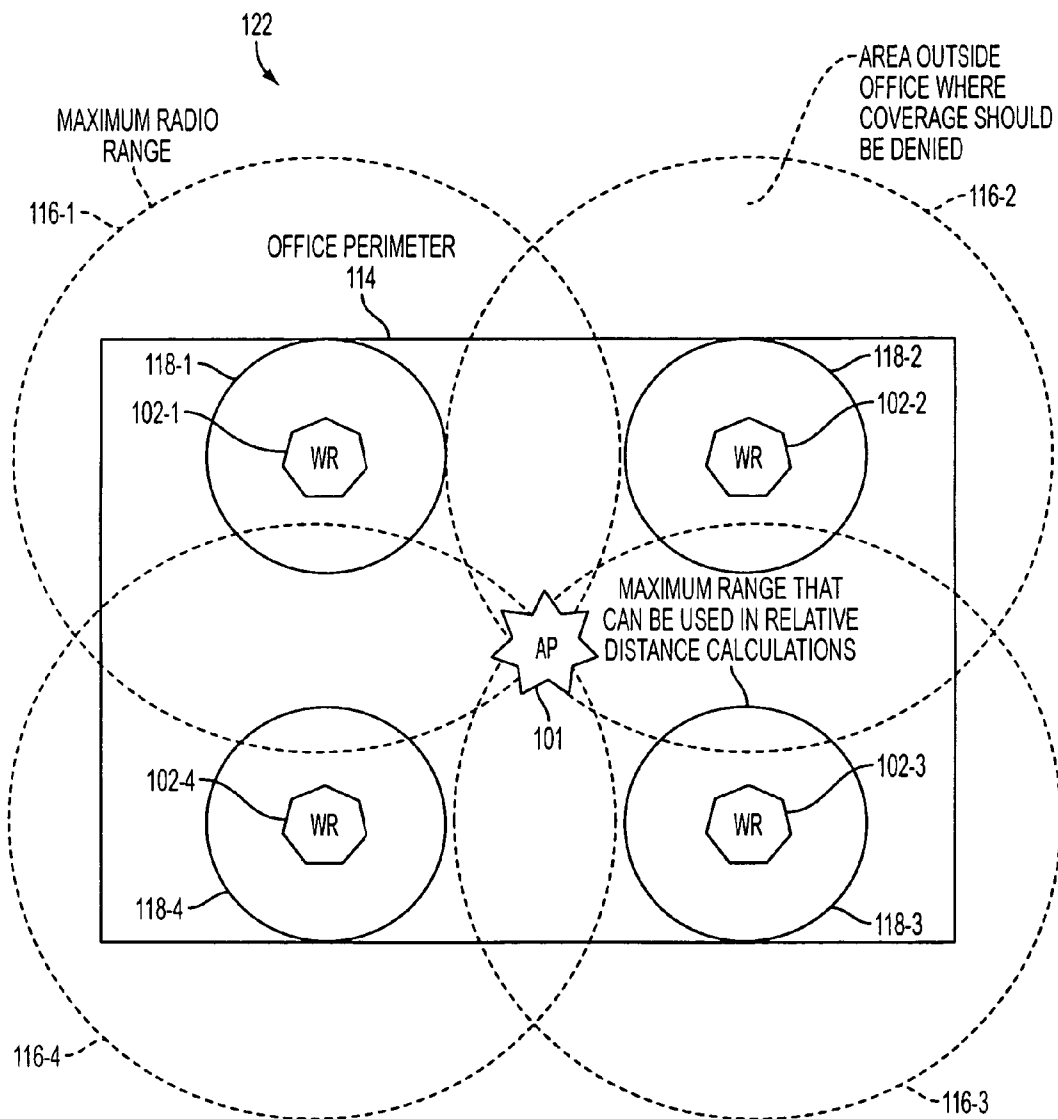 122
AREA OUTSIDE
OFFICE WHERE
COVERAGE SHOULD
BE DENIED
MAXIMUM RADIO
RANGE
116-1
116-2
OFFICE PERIMETER
114
118-1
118-2
102-1
102-2
WR
WR
MAXIMUM RANGE THAT
CAN BE USED IN RELATIVE
DISTANCE CALCULATIONS
AP
101
102-4
102-3
WR
WR
118-4
118-3
116-4
116-3